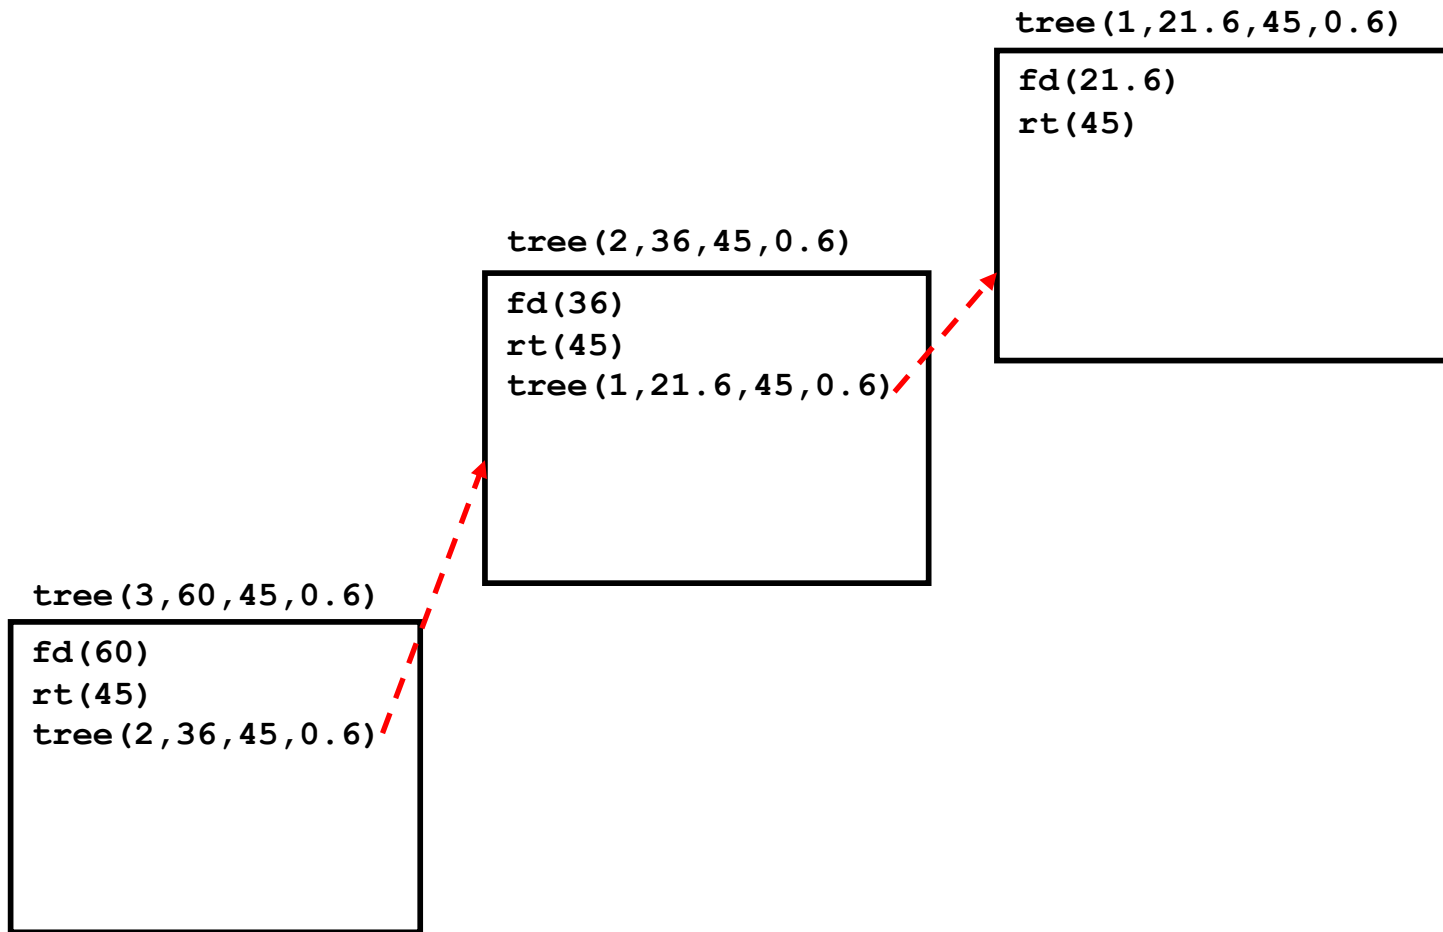 tree(1,21.6,45,0.6)
fd(21.6)
rt(45)
tree(2,36,45,0.6)
fd(36)
rt(45)
tree(1,21.6,45,0.6)
tree(3,60,45,0.6)
fd(60)
rt(45)
tree(2,36,45,0.6)